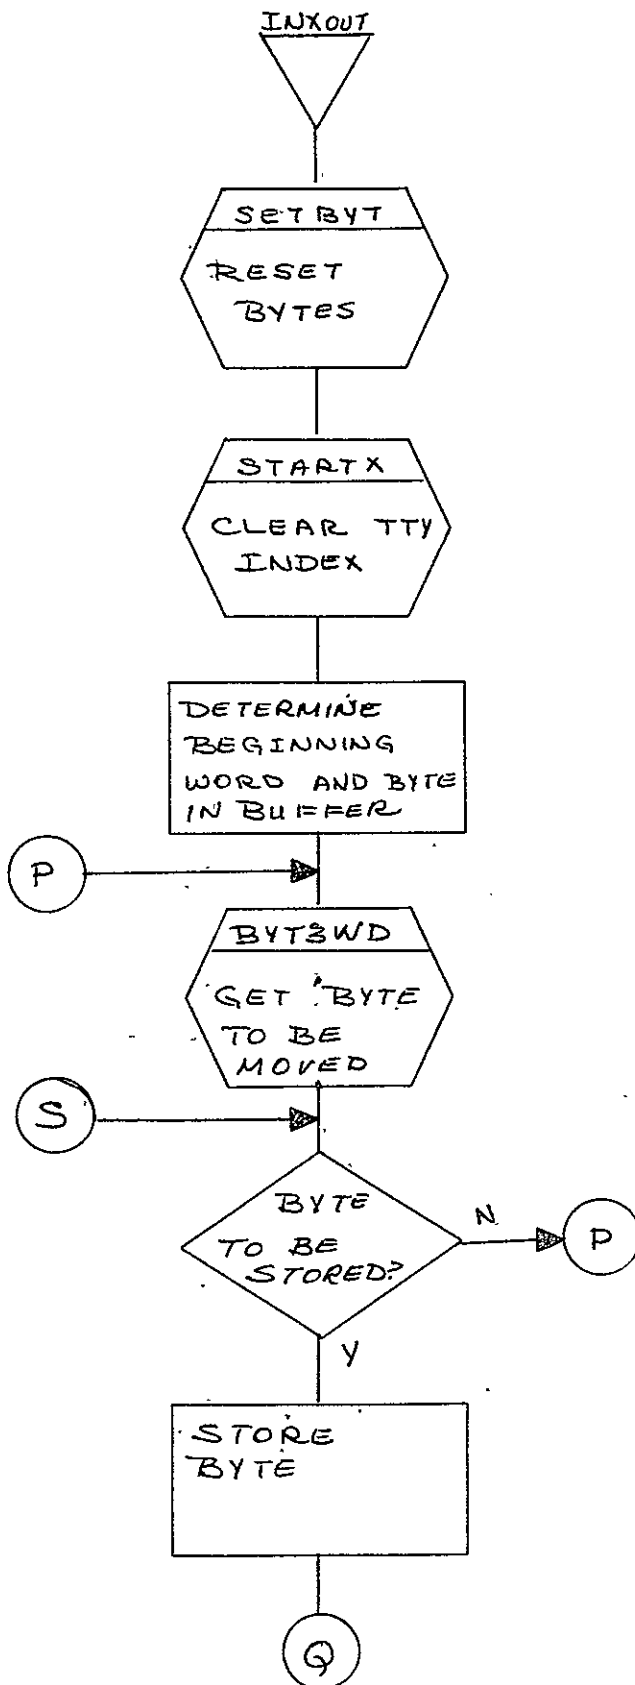 INXOUT
SETBYT
RESET
BYTES
STARTX
CLEAR TTY
INDEX
DETERMINE
BEGINNING
WORD AND BYTE
IN BUFFER
P
BYT3WD
GET BYTE
TO BE
MOVED
S
BYTE
TO BE
STORED?
N
P
Y
STORE
BYTE
Q